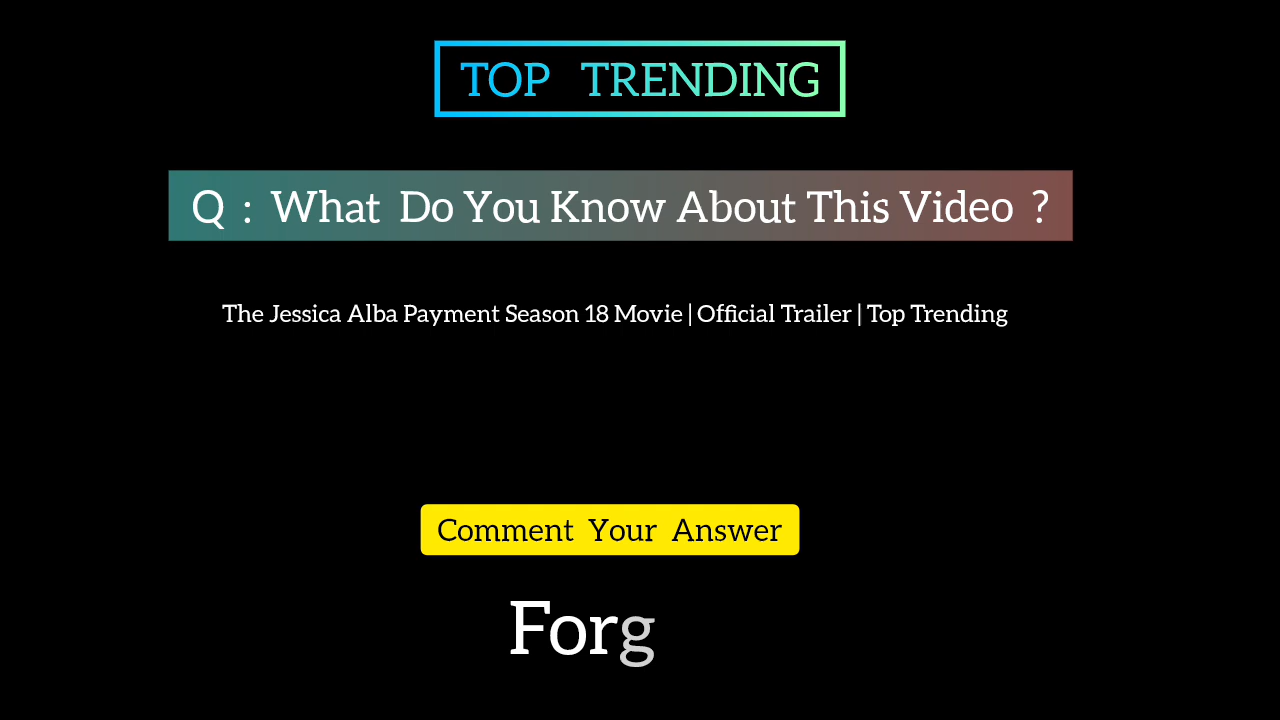 TOP TRENDING
Q : What Do You Know About This Video ?
The Jessica Alba Payment Season 18 Movie | Official Trailer | Top Trending
Comment Your Answer
Forg